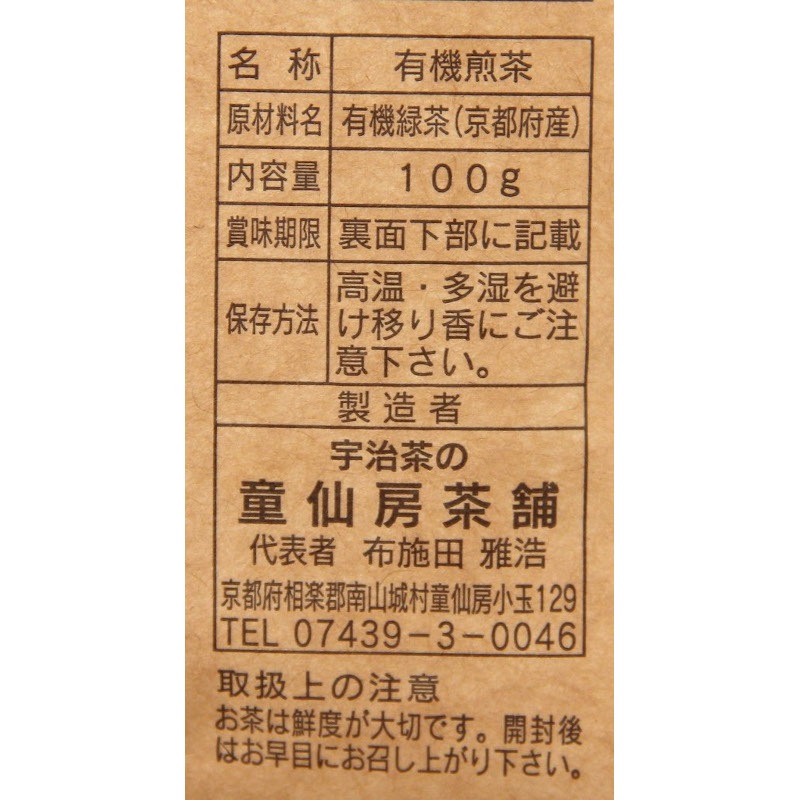 名称 有機煎茶
原材料名 有機緑茶(京都府産)
内容量 １００g
賞味期限 裏面下部に記載
保存方法 高温・多湿を避
け移り香にご注
意下さい。
製造者
宇治茶の
童仙房茶舗
代表者 布施田 雅浩
京都府相楽郡南山城村童仙房小玉129
TEL 07439-3-0046
取扱上の注意
お茶は鮮度が大切です。開封後
はお早目にお召し上がり下さい。